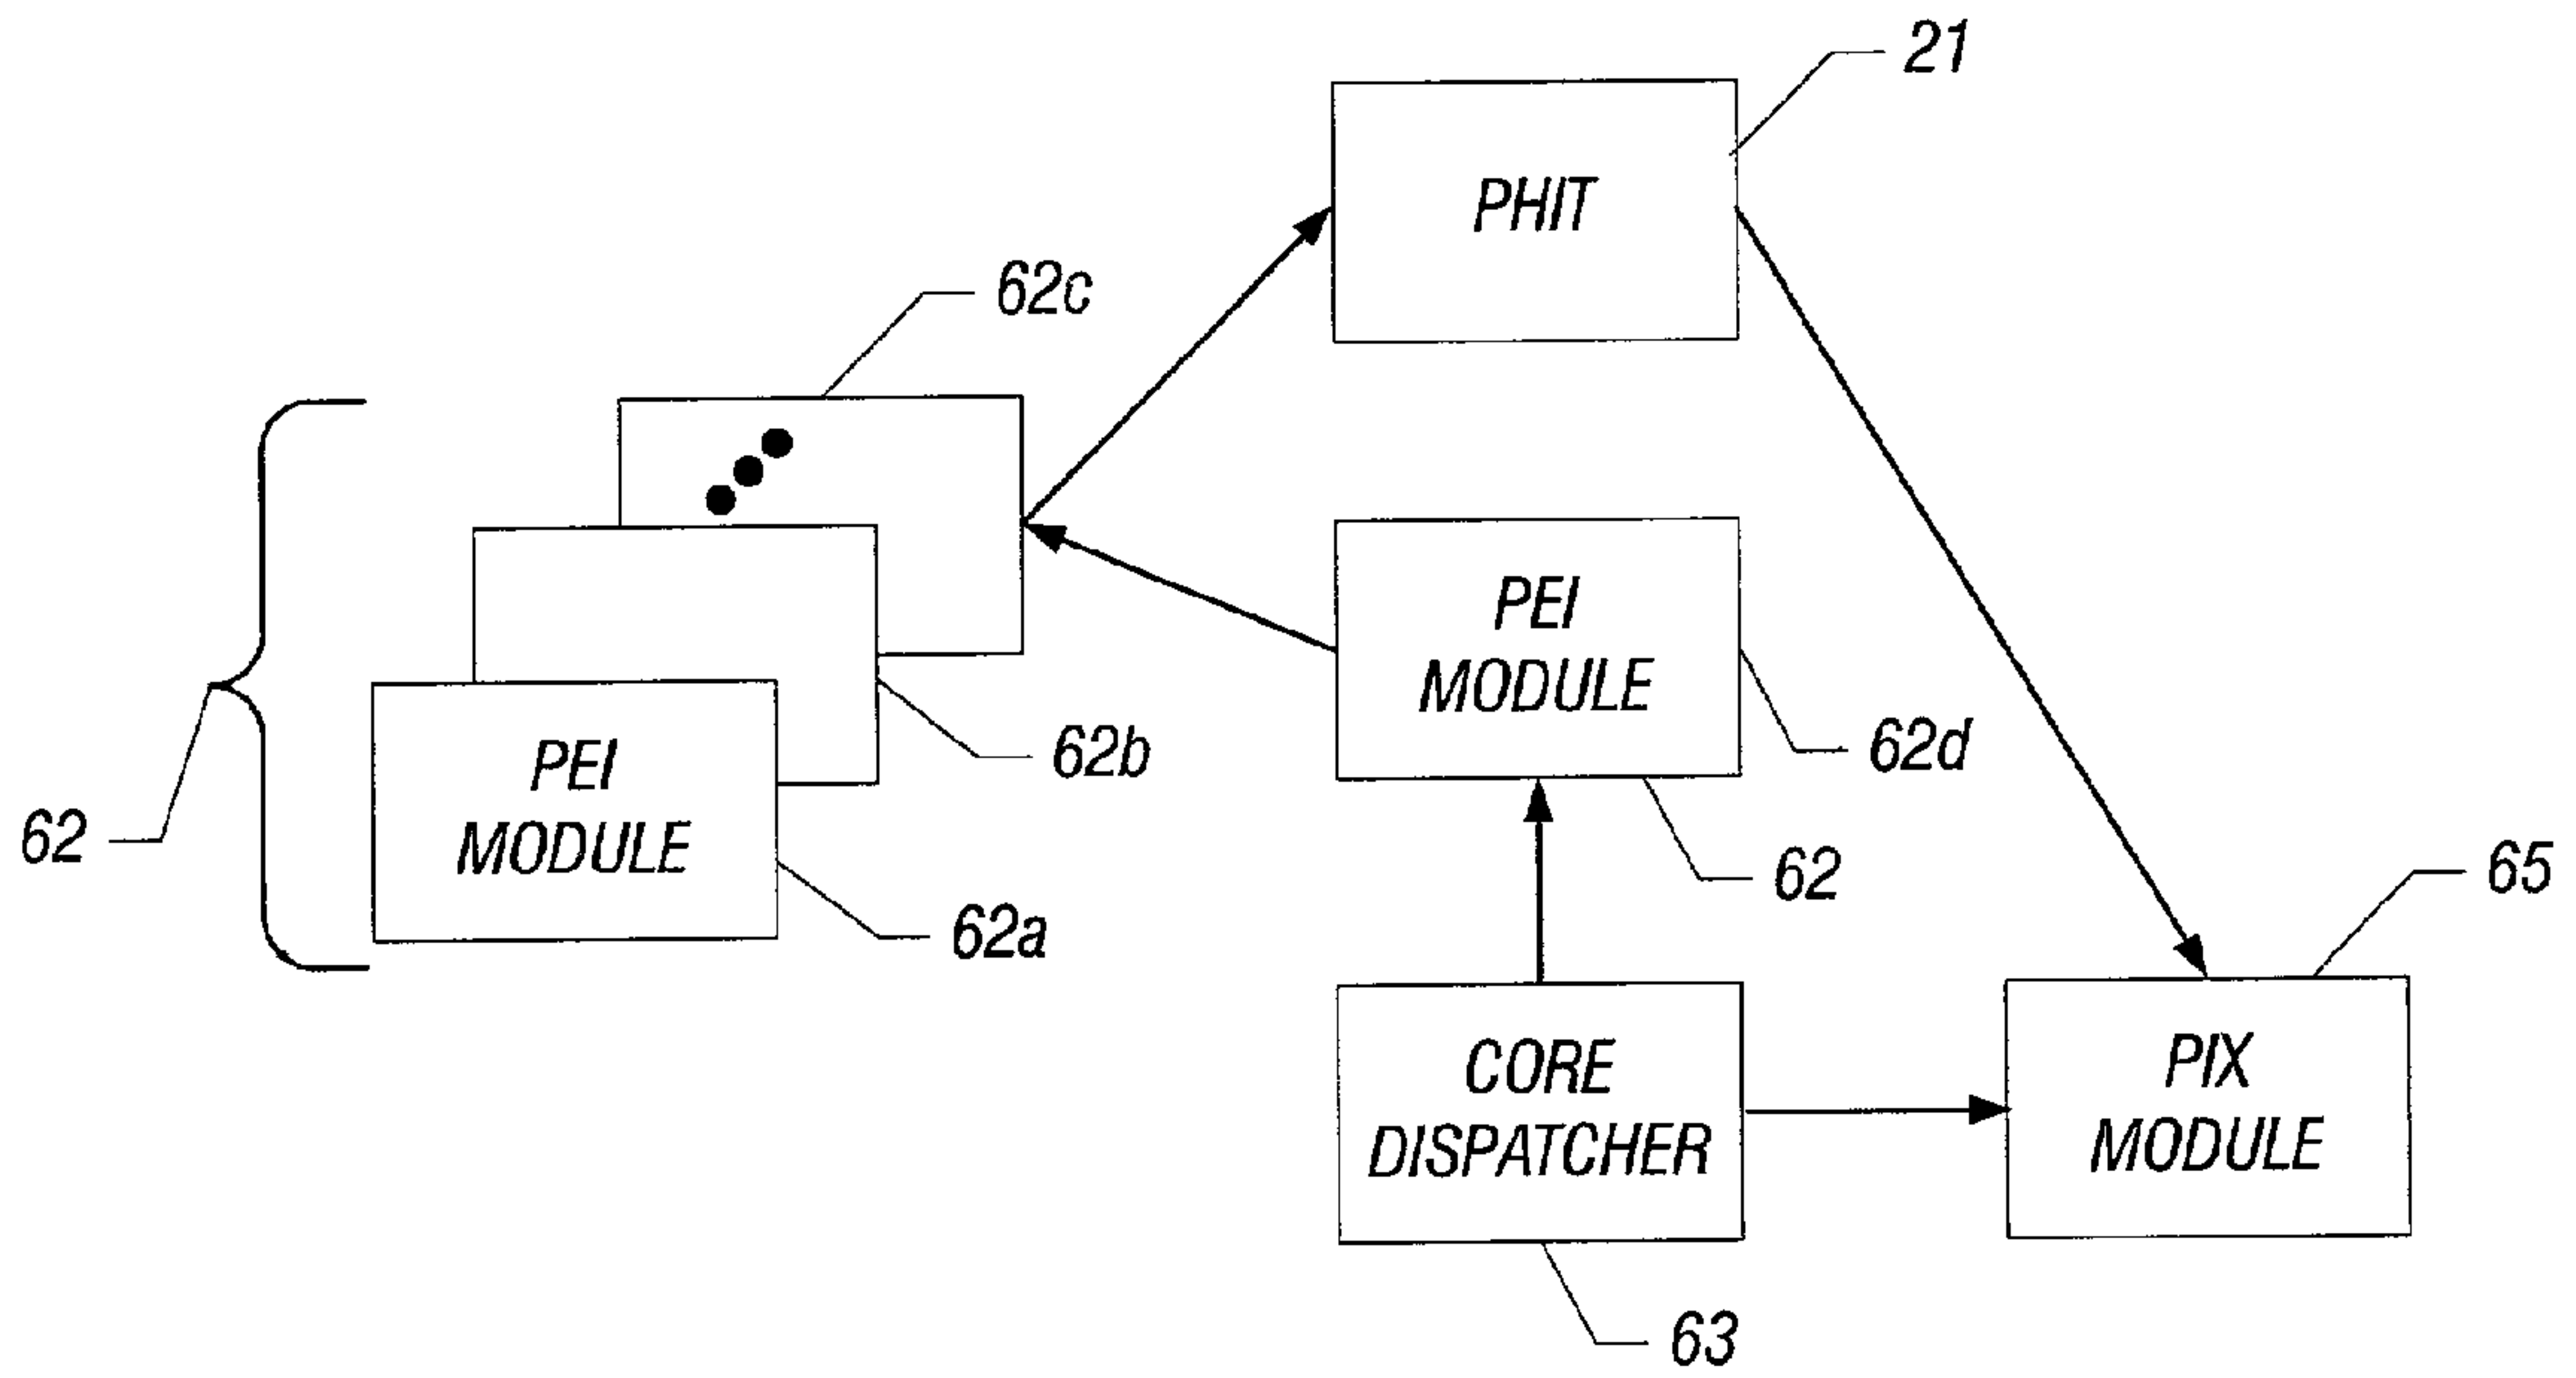 21
PHIT
62c
PEI
MODULE
62d
62b
PEI
MODULE
62
62
65
62a
CORE
DISPATCHER
PIX
MODULE
63